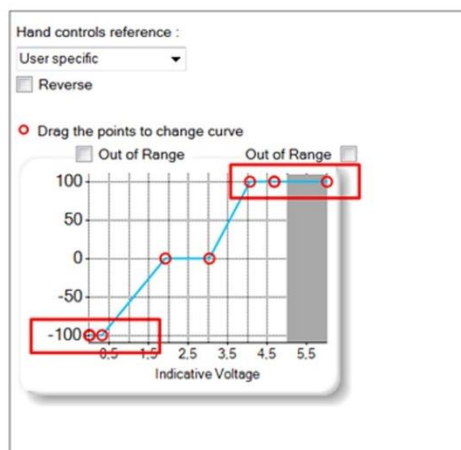 Hand controls reference :
User specific
Reverse
Drag the points to change curve
Out of Range Out of Range
100
50
0
-50
-100
0,5 1,5 2,5 3,5 4,5 5,5
Indicative Voltage